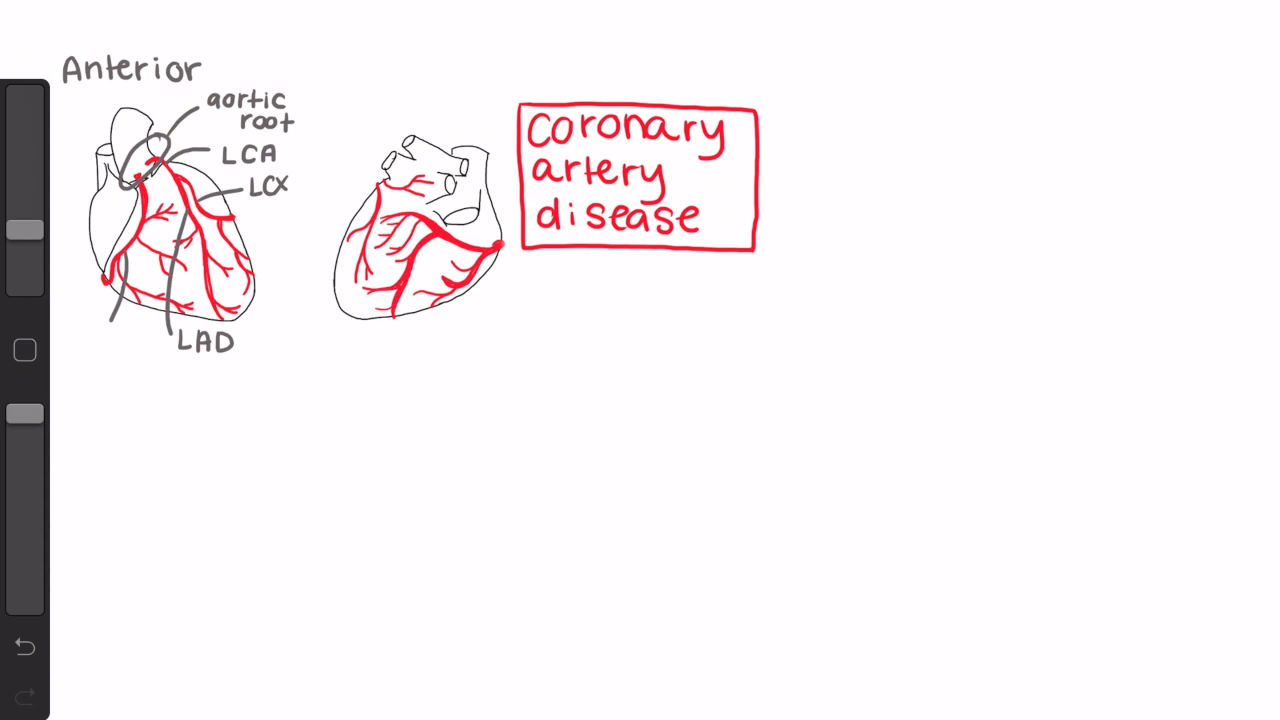 Anterior
aortic
root
LCA
LCX
LAD
coronary
artery
disease